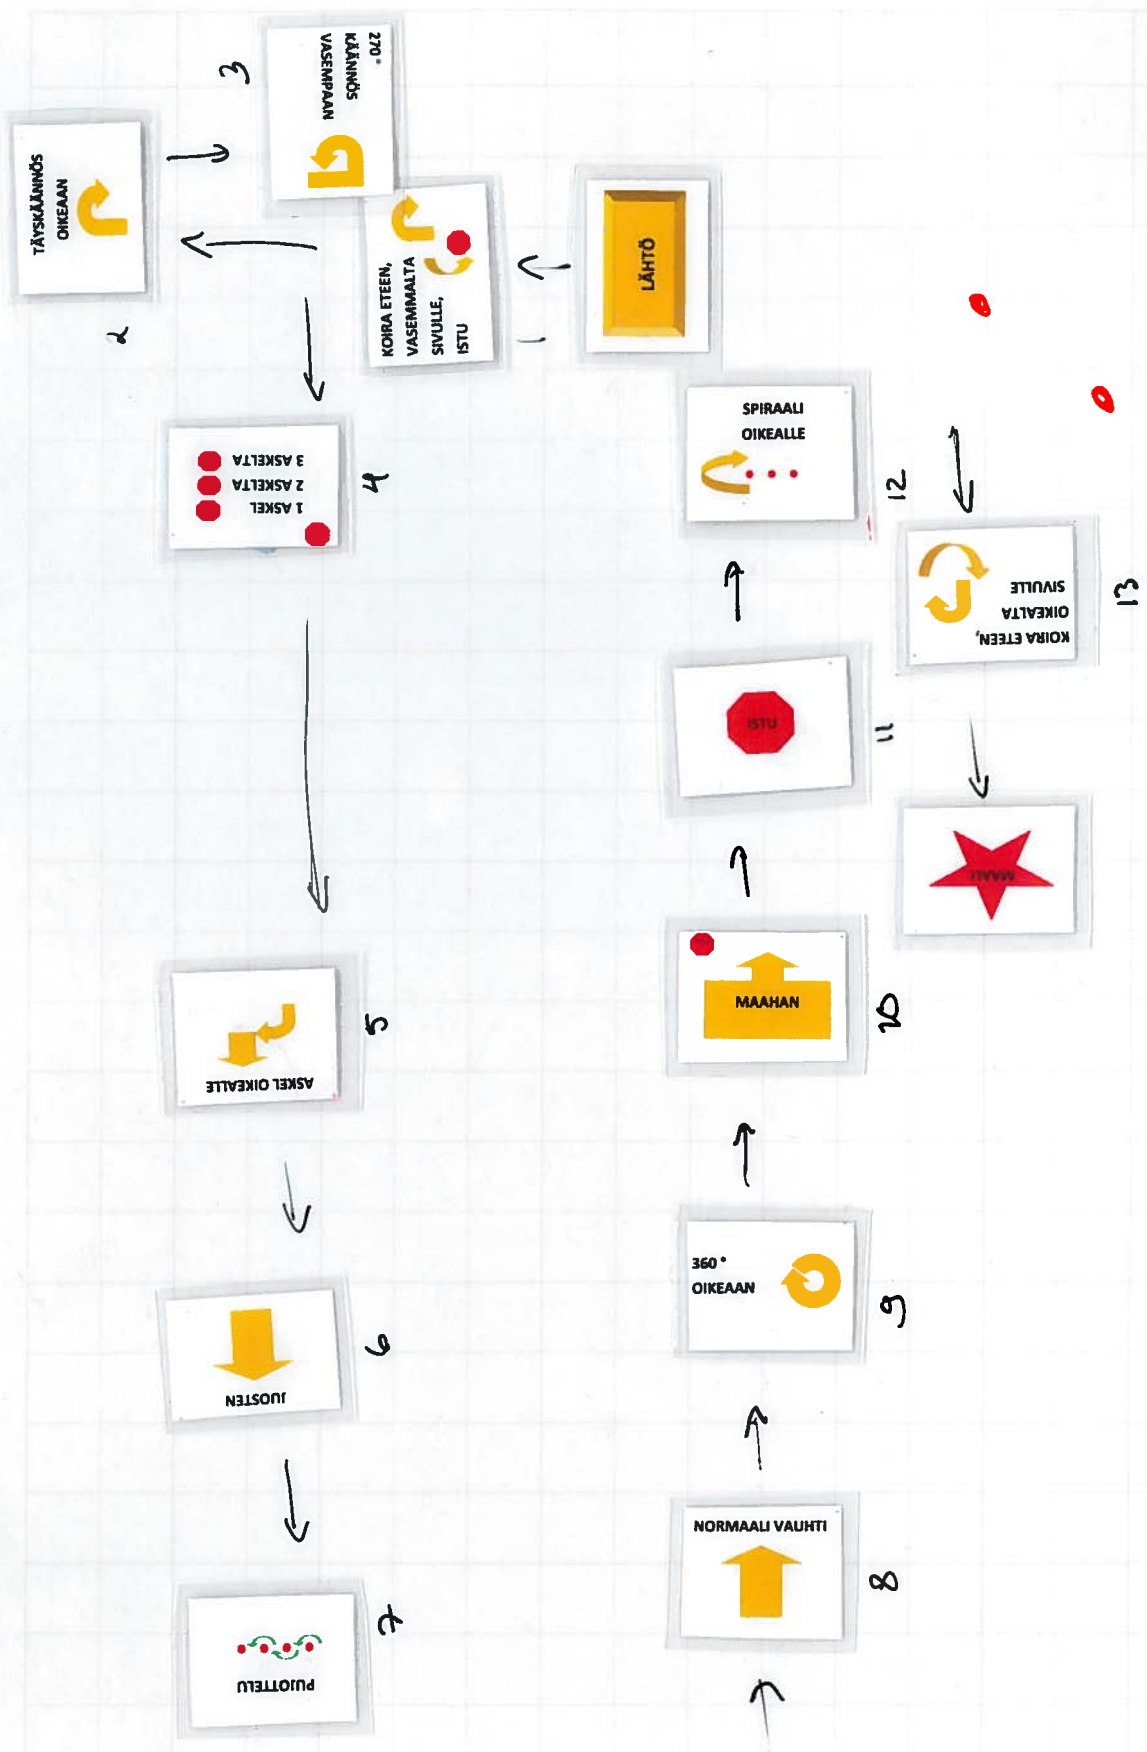 LÄHTÖ
1
KOIRA ETEEN,
VASEMMALTA
SIVULLE,
ISTU
2
TÄYSKÄÄNNÖS
OIKEAAN
3
270°
KÄÄNNÖS
VASEMPAAN
4
1 ASKEL
2 ASKELTA
3 ASKELTA
5
ASKEL OIKEALLE
6
JUOSTEN
7
PUJOTTELU
8
NORMAALI VAUHTI
9
360°
OIKEAAN
10
MAAHAN
11
ISTU
12
SPIRAALI
OIKEALLE
13
KOIRA ETEEN,
OIKEALTA
SIVULLE
MAALI